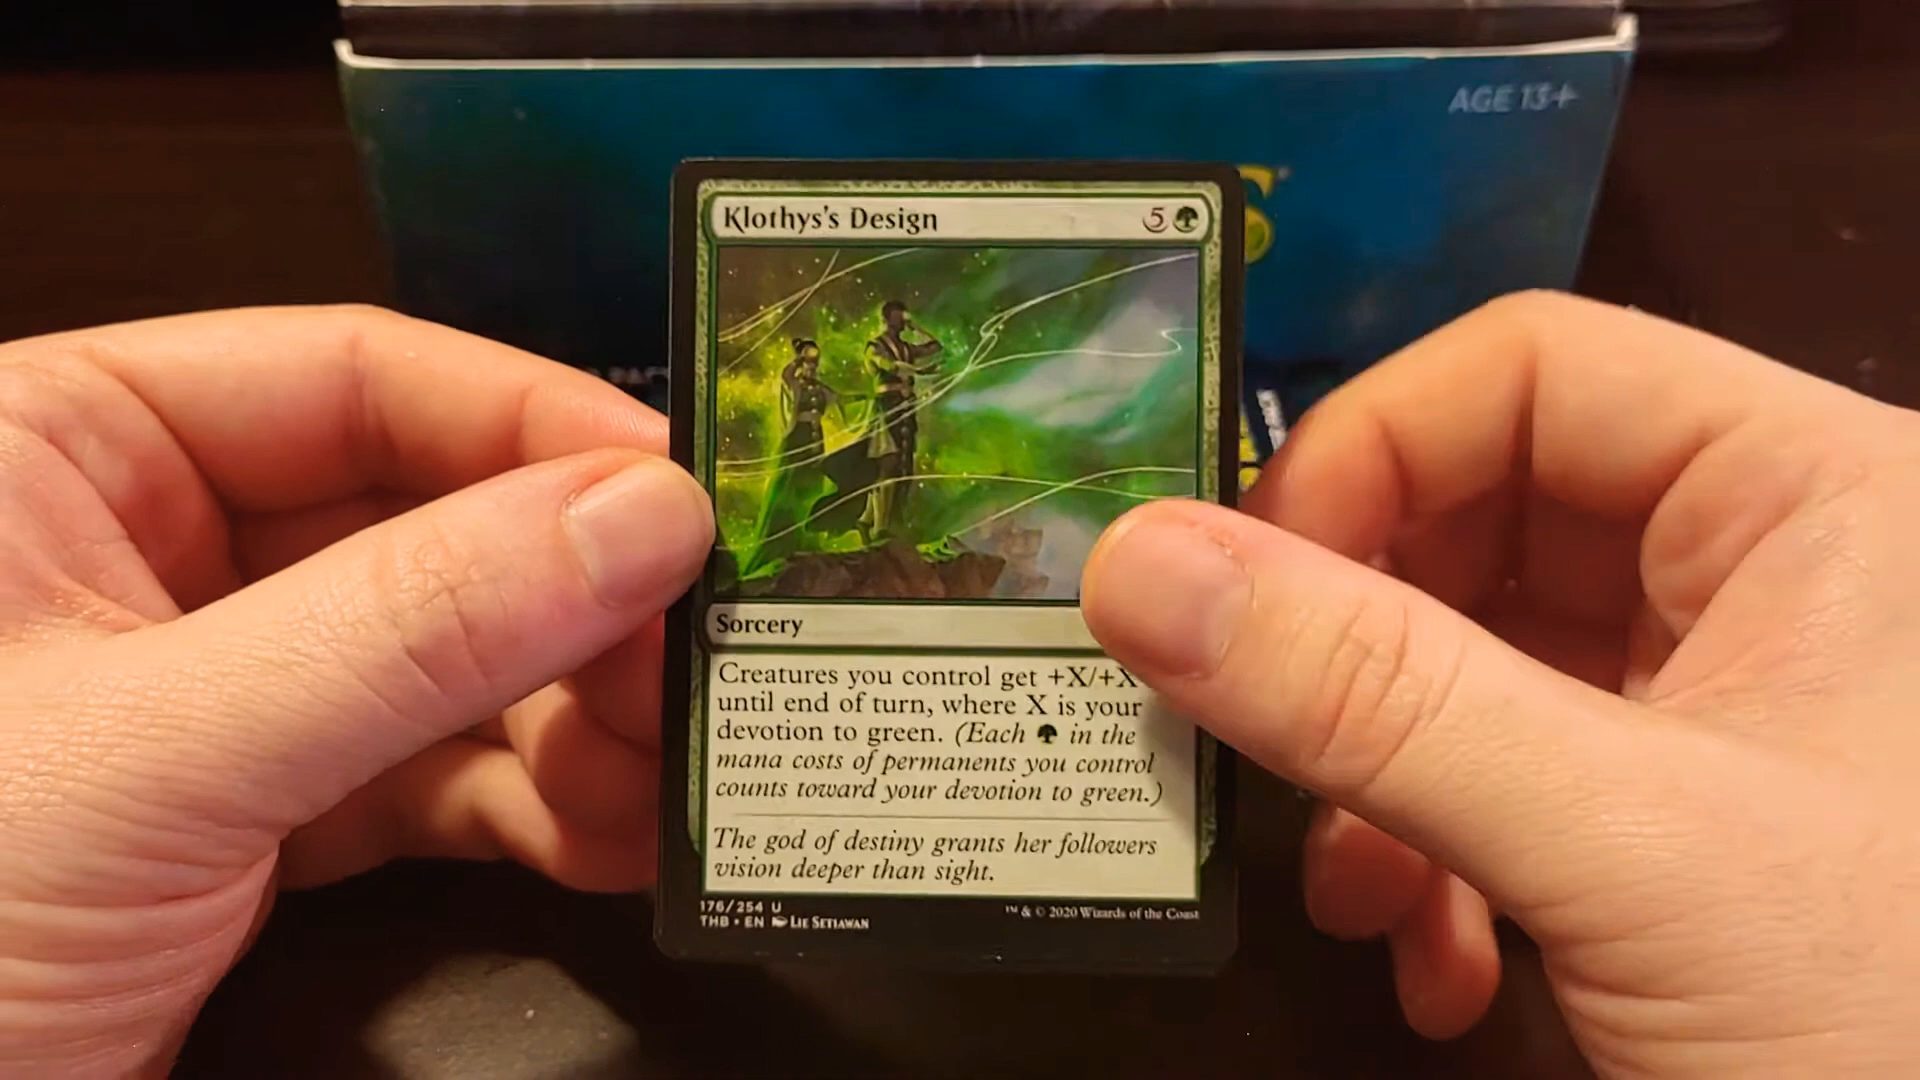 AGE 13+
Klothys's Design 5
Sorcery
Creatures you control get +X/+X
until end of turn, where X is your
devotion to green. (Each in the
mana costs of permanents you control
counts toward your devotion to green.)
The god of destiny grants her followers
vision deeper than sight.
176/254 U
THB • EN Lie Setiawan
™ & © 2020 Wizards of the Coast